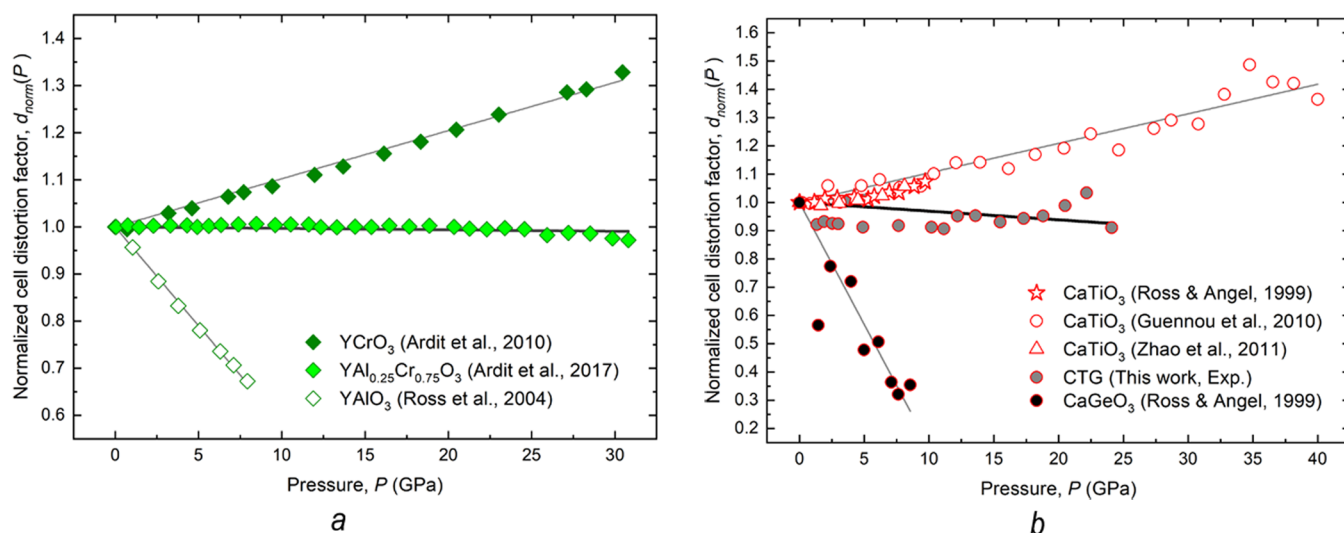 Normalized cell distortion factor, dnorm(P)
1.4
1.3
1.2
1.1
1.0
0.9
0.8
0.7
0.6
YCrO3 (Ardit et al., 2010)
YAl0.25Cr0.75O3 (Ardit et al., 2017)
YAlO3 (Ross et al., 2004)
0 5 10 15 20 25 30
Pressure, P (GPa)
a
Normalized cell distortion factor, dnorm(P)
1.6
1.5
1.4
1.3
1.2
1.1
1.0
0.9
0.8
0.7
0.6
0.5
0.4
0.3
0.2
CaTiO3 (Ross & Angel, 1999)
CaTiO3 (Guennou et al., 2010)
CaTiO3 (Zhao et al., 2011)
CTG (This work, Exp.)
CaGeO3 (Ross & Angel, 1999)
0 5 10 15 20 25 30 35 40
Pressure, P (GPa)
b